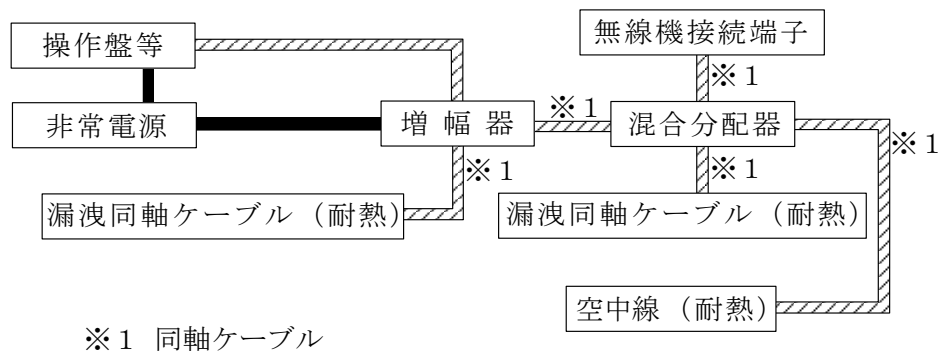 操作盤等
無線機接続端子
※１
非常電源
増幅器
※１
混合分配器
※１
※１
※１
漏洩同軸ケーブル（耐熱）
漏洩同軸ケーブル（耐熱）
空中線（耐熱）
※１ 同軸ケーブル